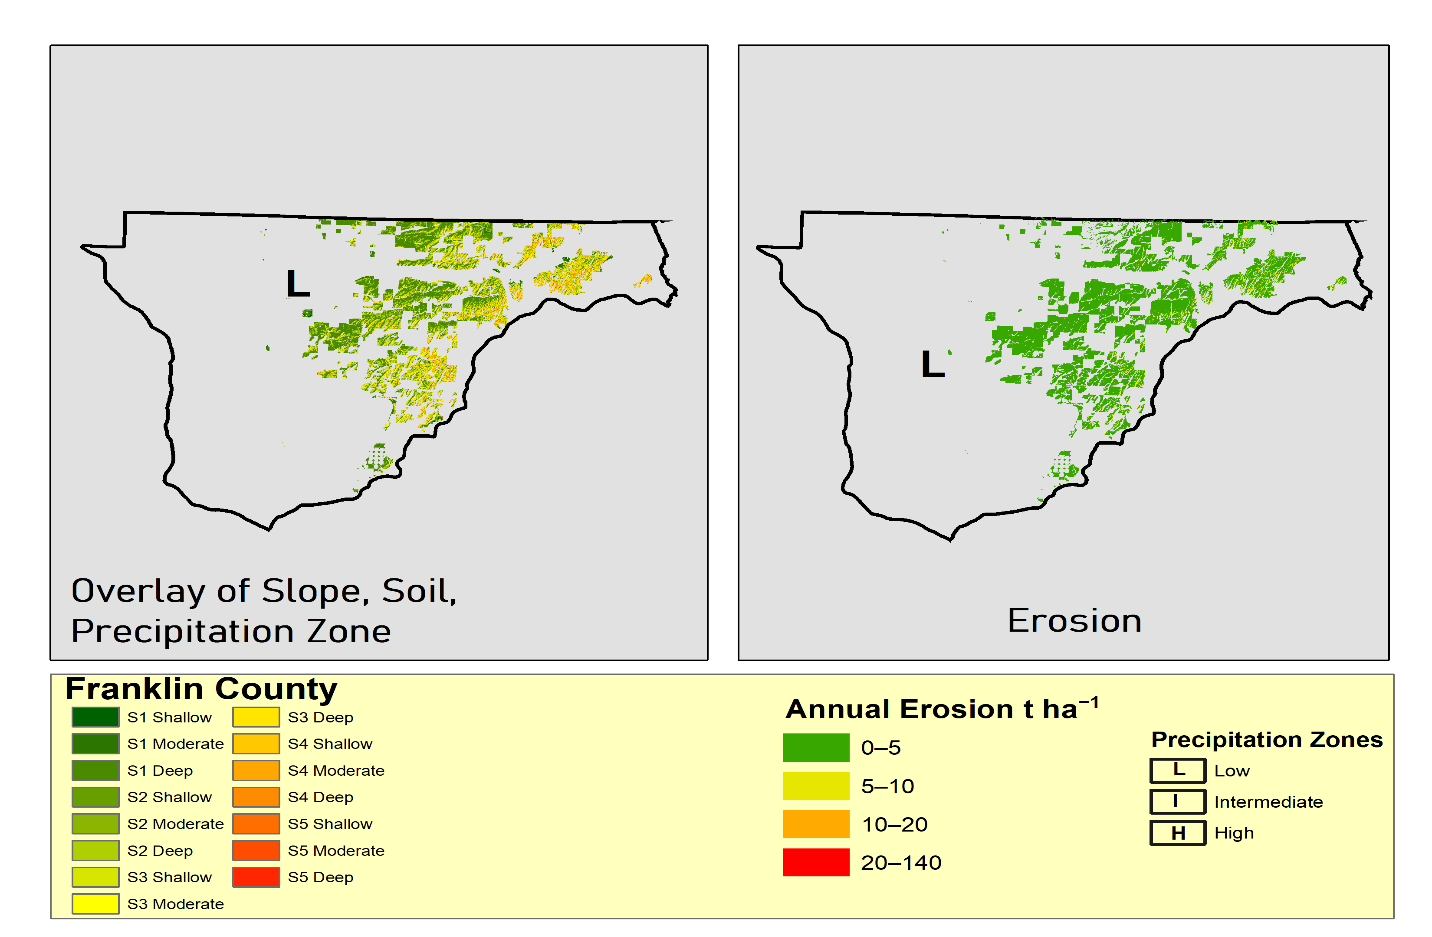 L
L
Overlay of Slope, Soil,
Precipitation Zone
Erosion
Franklin County
S1 Shallow
S1 Moderate
S1 Deep
S2 Shallow
S2 Moderate
S2 Deep
S3 Shallow
S3 Moderate
S3 Deep
S4 Shallow
S4 Moderate
S4 Deep
S5 Shallow
S5 Moderate
S5 Deep
Annual Erosion t ha⁻¹
0–5
5–10
10–20
20–140
Precipitation Zones
L Low
I Intermediate
H High